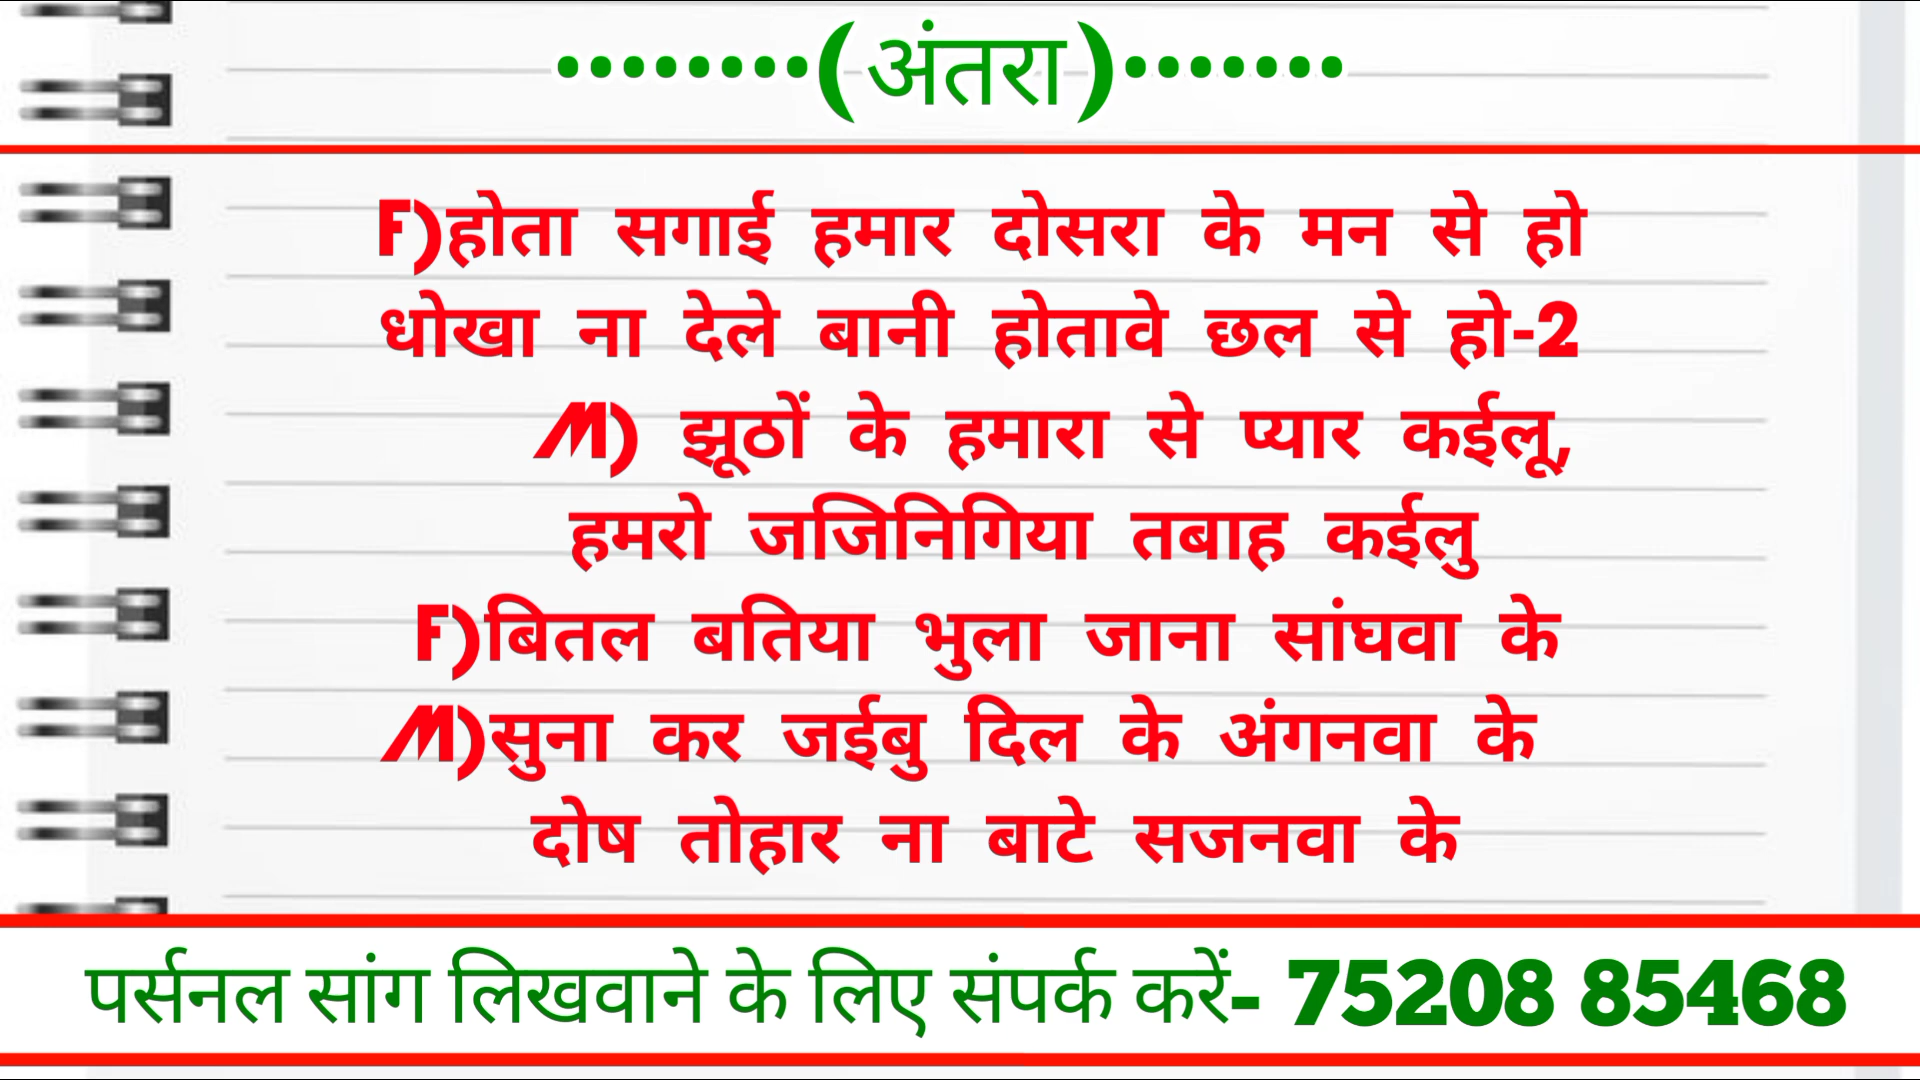 ••••••••(अंतरा)•••••••
F)होता सगाई हमार दोसरा के मन से हो
धोखा ना देले बानी होतावे छल से हो-2
M) झूठों के हमारा से प्यार कईलू,
हमरो जजिनिगिया तबाह कईलु
F)बितल बतिया भुला जाना सांघवा के
M)सुना कर जईबु दिल के अंगनवा के
दोष तोहार ना बाटे सजनवा के
पर्सनल सांग लिखवाने के लिए संपर्क करें- 75208 85468